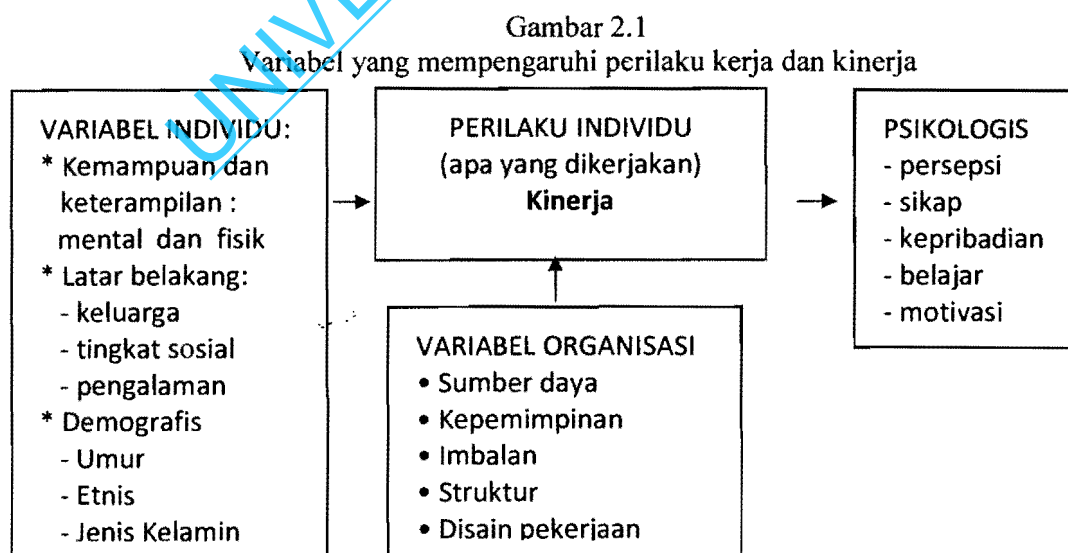 Gambar 2.1
Variabel yang mempengaruhi perilaku kerja dan kinerja
VARIABEL INDIVIDU:
* Kemampuan dan
keterampilan :
mental dan fisik
* Latar belakang:
- keluarga
- tingkat sosial
- pengalaman
* Demografis
- Umur
- Etnis
- Jenis Kelamin
PERILAKU INDIVIDU
(apa yang dikerjakan)
Kinerja
VARIABEL ORGANISASI
• Sumber daya
• Kepemimpinan
• Imbalan
• Struktur
• Disain pekerjaan
PSIKOLOGIS
- persepsi
- sikap
- kepribadian
- belajar
- motivasi